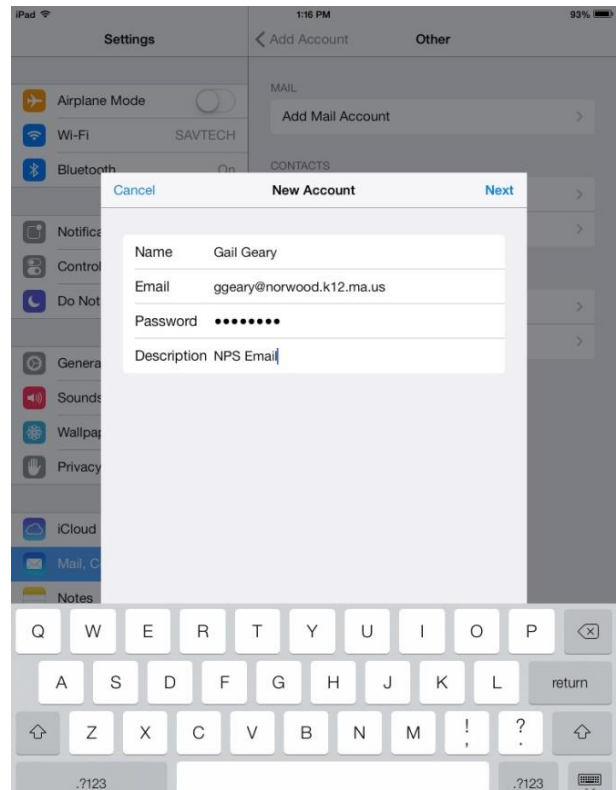 iPad 1:16 PM 93%
Settings
Add Account Other
Airplane Mode
Wi-Fi SAVTECH
Bluetooth On
Notifica
Control
Do Not
Genera
Sounds
Wallpap
Privacy
iCloud
Mail, C
Notes
MAIL
Add Mail Account
CONTACTS
Cancel New Account Next
Name Gail Geary
Email ggeary@norwood.k12.ma.us
Password ••••••••
Description NPS Email
Q W E R T Y U I O P
A S D F G H J K L return
Z X C V B N M ! , ? .
.?123 .?123